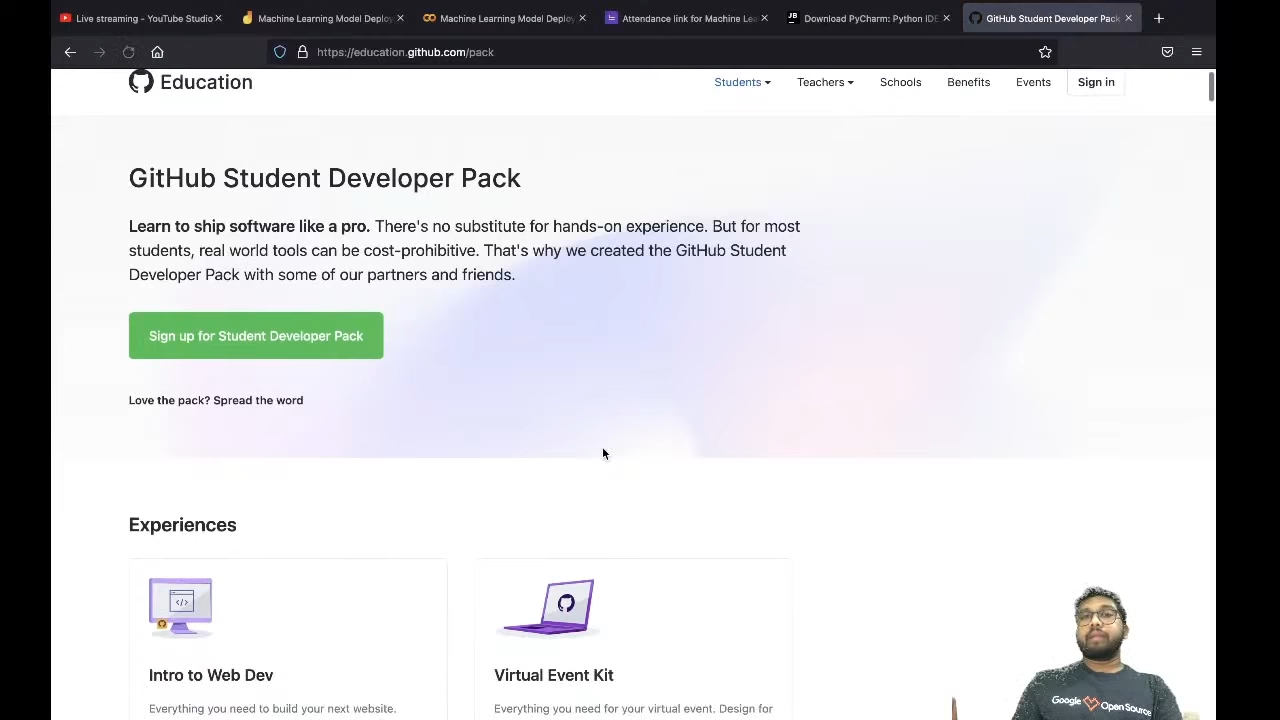 Live streaming - YouTube Studio
Machine Learning Model Deploy
Machine Learning Model Deploy
Attendance link for Machine Le
Download PyCharm: Python IDE
GitHub Student Developer Pack
https://education.github.com/pack
Education
Students
Teachers
Schools
Benefits
Events
Sign in
GitHub Student Developer Pack
Learn to ship software like a pro. There's no substitute for hands-on experience. But for most
students, real world tools can be cost-prohibitive. That's why we created the GitHub Student
Developer Pack with some of our partners and friends.
Sign up for Student Developer Pack
Love the pack? Spread the word
Experiences
Intro to Web Dev
Everything you need to build your next website.
Virtual Event Kit
Everything you need for your virtual event. Design for
Google Open Source